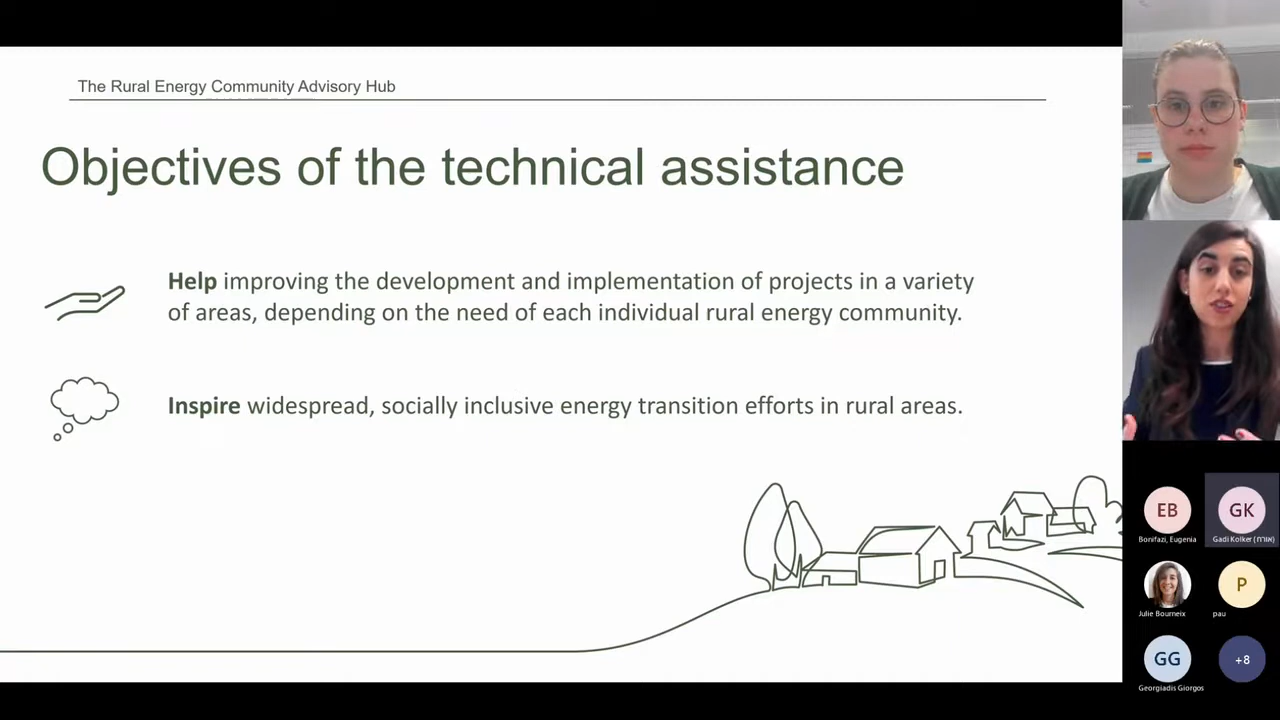 The Rural Energy Community Advisory Hub
Objectives of the technical assistance
Help improving the development and implementation of projects in a variety
of areas, depending on the need of each individual rural energy community.
Inspire widespread, socially inclusive energy transition efforts in rural areas.
EB
GK
Bonifazi, Eugenia
Gadi Kolker (אורח)
P
Julie Bourneix
pau
GG
+8
Georgiadis Giorgos